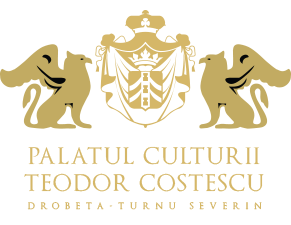 PALATUL CULTURII
TEODOR COSTESCU
DROBETA-TURNU SEVERIN